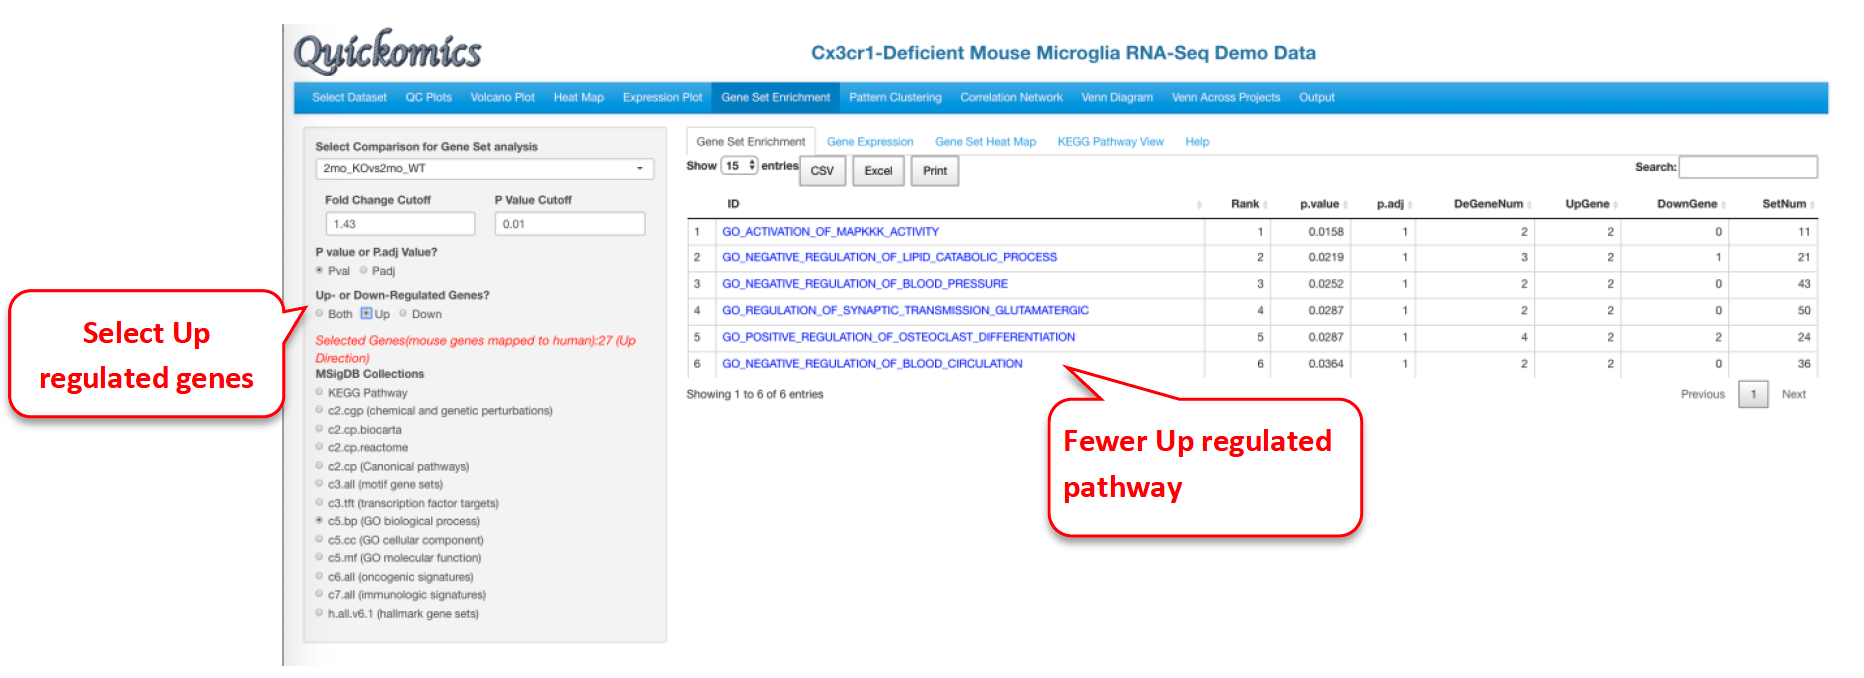 Quickomics
Cx3cr1-Deficient Mouse Microglia RNA-Seq Demo Data
Select Dataset QC Plots Volcano Plot Heat Map Expression Plot Gene Set Enrichment Pattern Clustering Correlation Network Venn Diagram Venn Across Projects Output
Select Comparison for Gene Set analysis
2mo_KOvs2mo_WT
Fold Change Cutoff P Value Cutoff
1.43 0.01
P value or P.adj Value?
Pval Padj
Up- or Down-Regulated Genes?
Both Up Down
Selected Genes(mouse genes mapped to human):27 (Up
Direction)
MSigDB Collections
KEGG Pathway
c2.cgp (chemical and genetic perturbations)
c2.cp.biocarta
c2.cp.reactome
c2.cp (Canonical pathways)
c3.all (motif gene sets)
c3.tft (transcription factor targets)
c5.bp (GO biological process)
c5.cc (GO cellular component)
c5.mf (GO molecular function)
c6.all (oncogenic signatures)
c7.all (immunologic signatures)
h.all.v6.1 (hallmark gene sets)
Select Up
regulated genes
Gene Set Enrichment Gene Expression Gene Set Heat Map KEGG Pathway View Help
Show 15 entries CSV Excel Print Search:
ID Rank p.value p.adj DeGeneNum UpGene DownGene SetNum
1 GO_ACTIVATION_OF_MAPKKK_ACTIVITY 1 0.0158 1 2 2 0 11
2 GO_NEGATIVE_REGULATION_OF_LIPID_CATABOLIC_PROCESS 2 0.0219 1 3 2 1 21
3 GO_NEGATIVE_REGULATION_OF_BLOOD_PRESSURE 3 0.0252 1 2 2 0 43
4 GO_REGULATION_OF_SYNAPTIC_TRANSMISSION_GLUTAMATERGIC 4 0.0287 1 2 2 0 50
5 GO_POSITIVE_REGULATION_OF_OSTEOCLAST_DIFFERENTIATION 5 0.0287 1 4 2 2 24
6 GO_NEGATIVE_REGULATION_OF_BLOOD_CIRCULATION 6 0.0364 1 2 2 0 36
Showing 1 to 6 of 6 entries Previous 1 Next
Fewer Up regulated
pathway